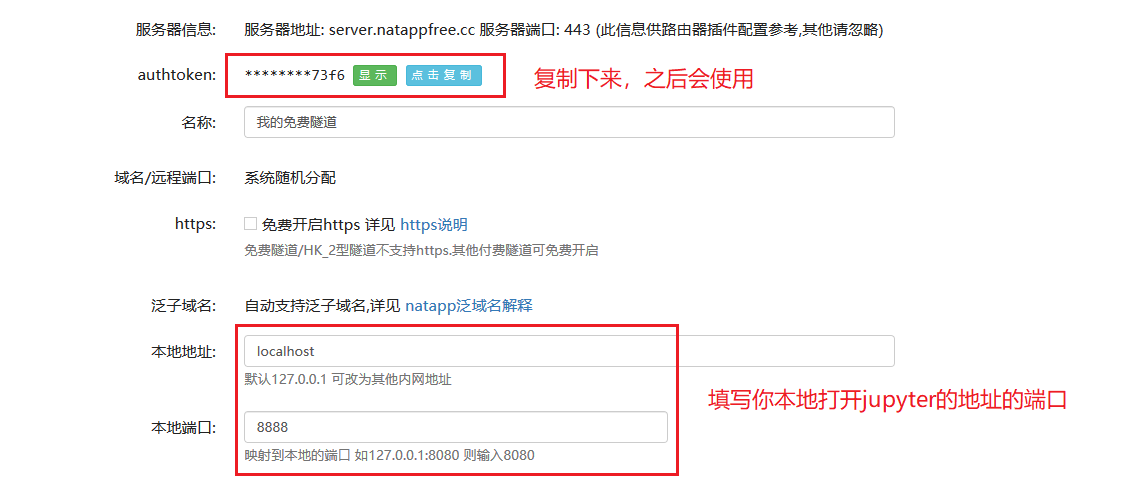 服务器信息: 服务器地址: server.natappfree.cc 服务器端口: 443 (此信息供路由器插件配置参考,其他请忽略)
authtoken: ********73f6 显示 点击复制 复制下来，之后会使用
名称: 我的免费隧道
域名/远程端口: 系统随机分配
https: 免费开启https 详见 https说明
免费隧道/HK_2型隧道不支持https.其他付费隧道可免费开启
泛子域名: 自动支持泛子域名,详见 natapp泛域名解释
本地地址: localhost
默认127.0.0.1 可改为其他内网地址
填写你本地打开jupyter的地址的端口
本地端口: 8888
映射到本地的端口 如127.0.0.1:8080 则输入8080